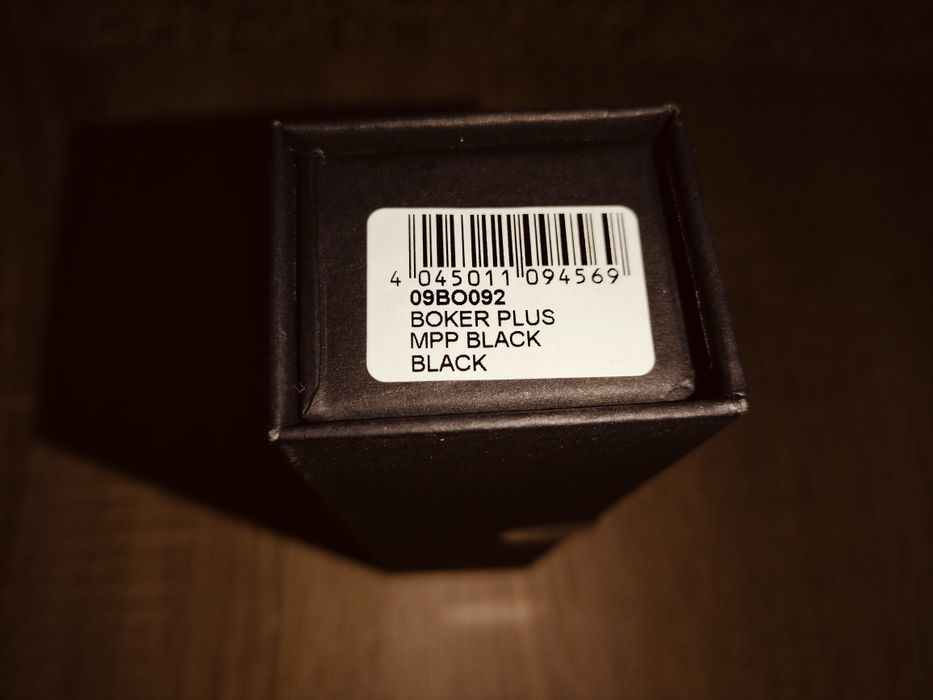 4 045011 094569
09BO092
BOKER PLUS
MPP BLACK
BLACK